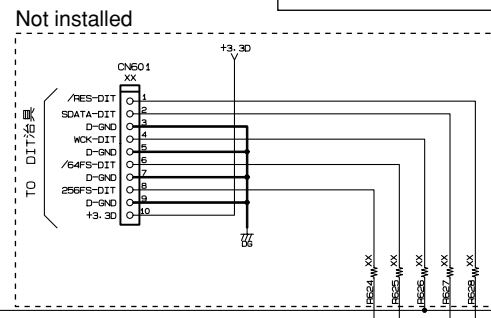 Not installed
+3.3D
CN601
XX
/RES-DIT 1
SDATA-DIT 2
D-GND 3
WCK-DIT 4
D-GND 5
/64FS-DIT 6
D-GND 7
256FS-DIT 8
D-GND 9
+3.3D 10
TO DIT治具
DG
R624 XX
R625 XX
R626 XX
R627 XX
R628 XX